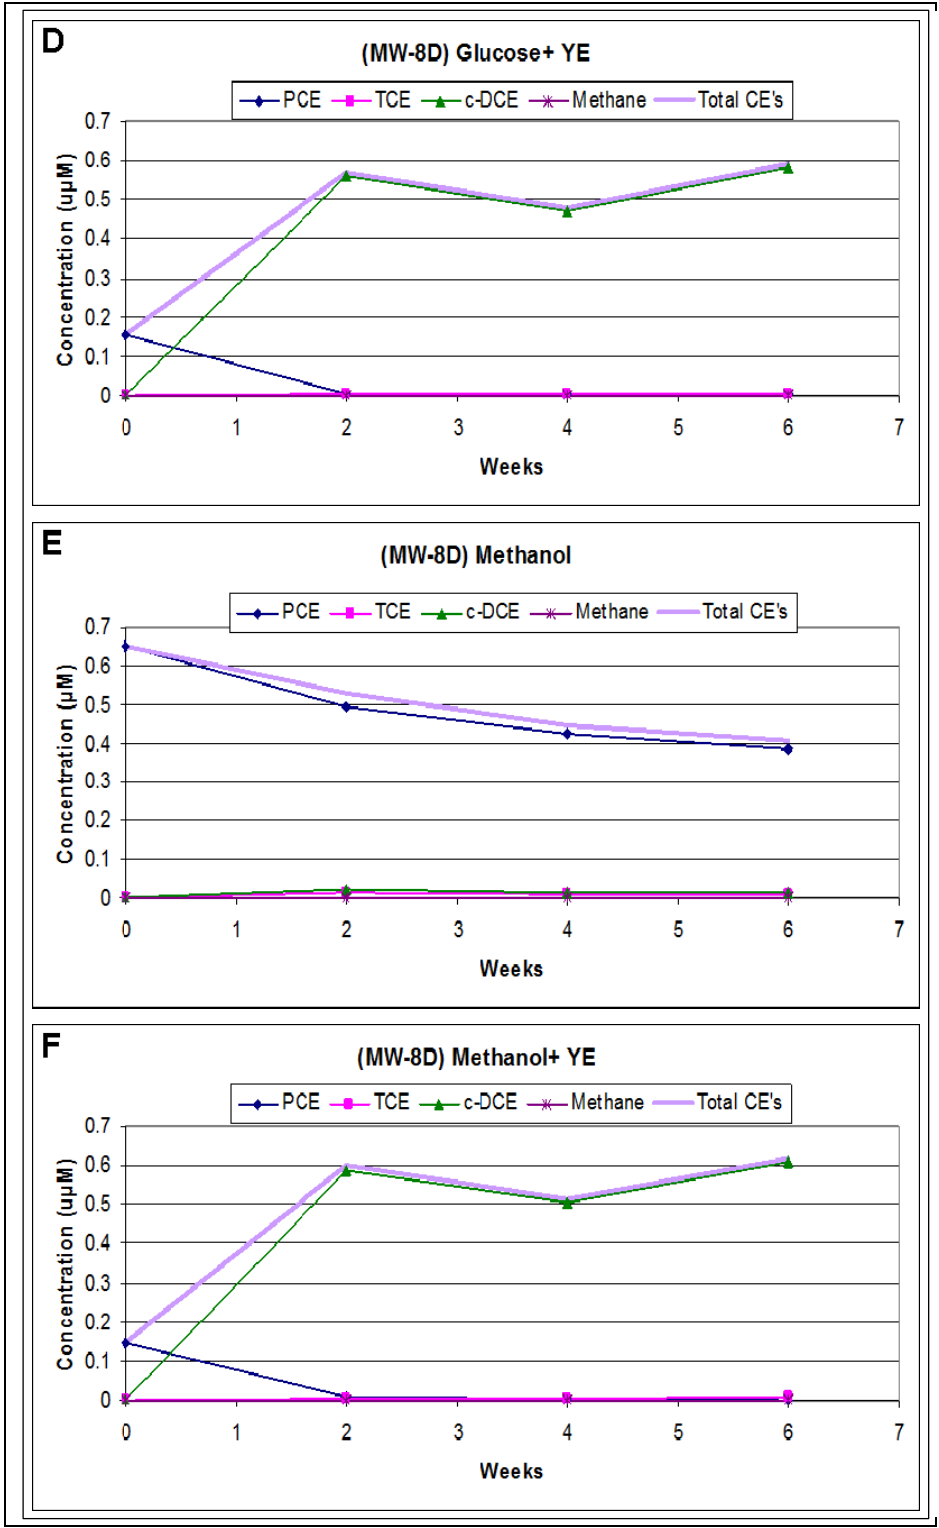 D
(MW-8D) Glucose+ YE
PCE TCE c-DCE Methane Total CE's
0.7
0.6
0.5
0.4
0.3
0.2
0.1
0
Concentration (uµM)
0 1 2 3 4 5 6 7
Weeks
E
(MW-8D) Methanol
PCE TCE c-DCE Methane Total CE's
0.7
0.6
0.5
0.4
0.3
0.2
0.1
0
Concentration (µM)
0 1 2 3 4 5 6 7
Weeks
F
(MW-8D) Methanol+ YE
PCE TCE c-DCE Methane Total CE's
0.7
0.6
0.5
0.4
0.3
0.2
0.1
0
Concentration (uµM)
0 1 2 3 4 5 6 7
Weeks